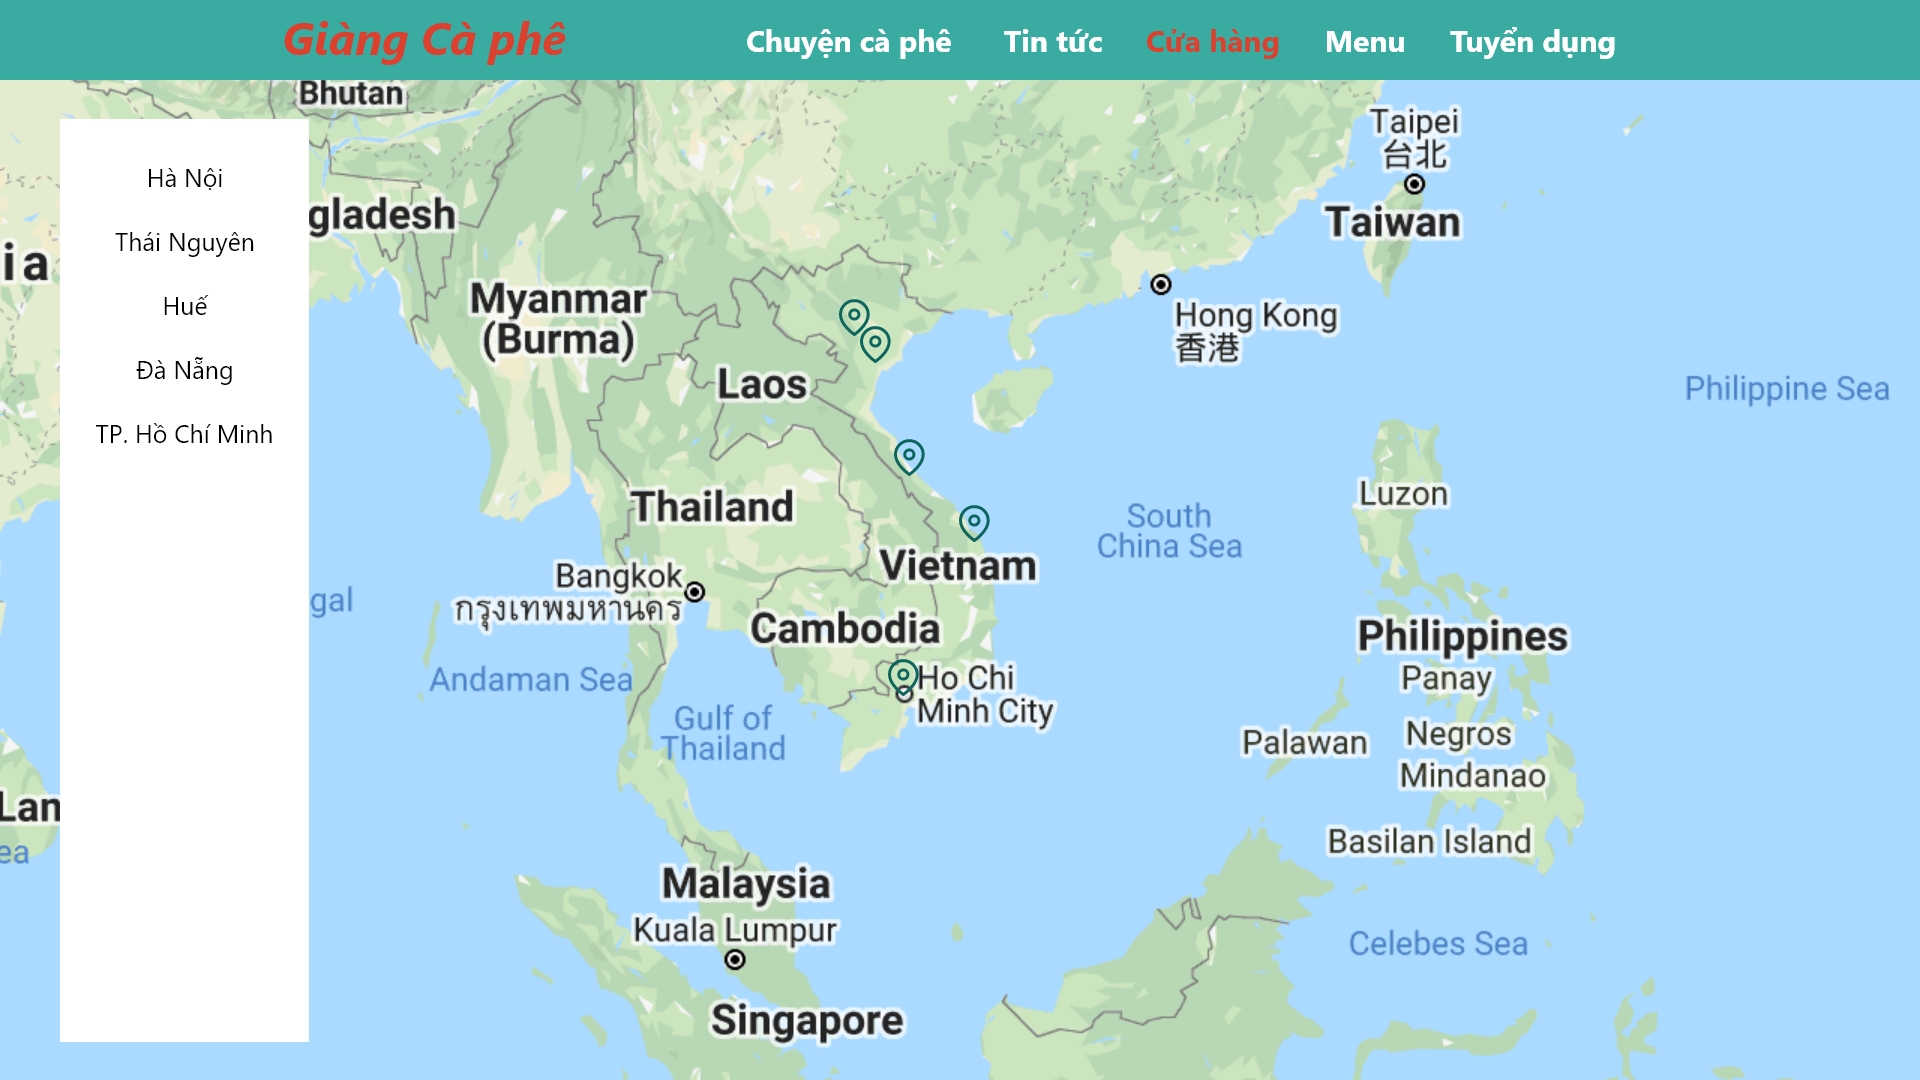 Giàng Cà phê
Chuyện cà phê
Tin tức
Cửa hàng
Menu
Tuyển dụng
Hà Nội
Thái Nguyên
Huế
Đà Nẵng
TP. Hồ Chí Minh
Bhutan
gladesh
ia
Myanmar
(Burma)
Laos
Thailand
Vietnam
Bangkok
กรุงเทพมหานคร
Cambodia
Ho Chi
Minh City
gal
Andaman Sea
Gulf of
Thailand
Lan
ea
Malaysia
Kuala Lumpur
Singapore
Taipei
台北
Taiwan
Hong Kong
香港
Philippine Sea
South
China Sea
Luzon
Philippines
Panay
Palawan
Negros
Mindanao
Basilan Island
Celebes Sea